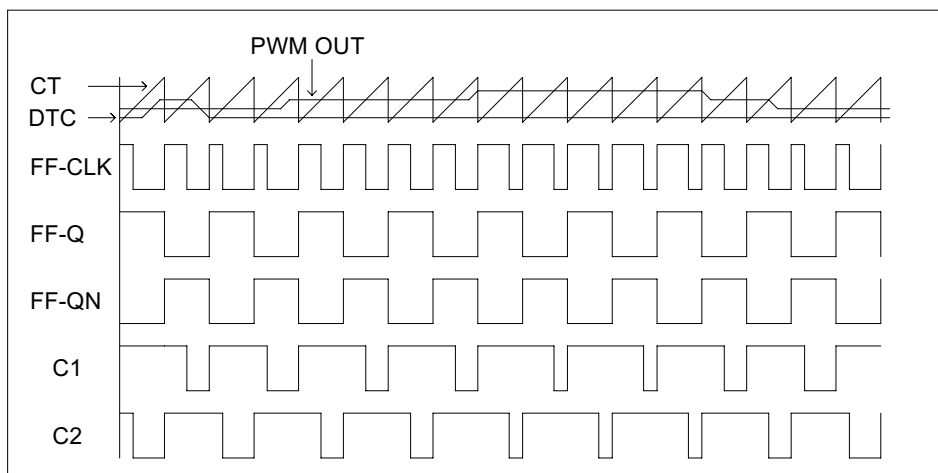 PWM OUT
CT
DTC
FF-CLK
FF-Q
FF-QN
C1
C2